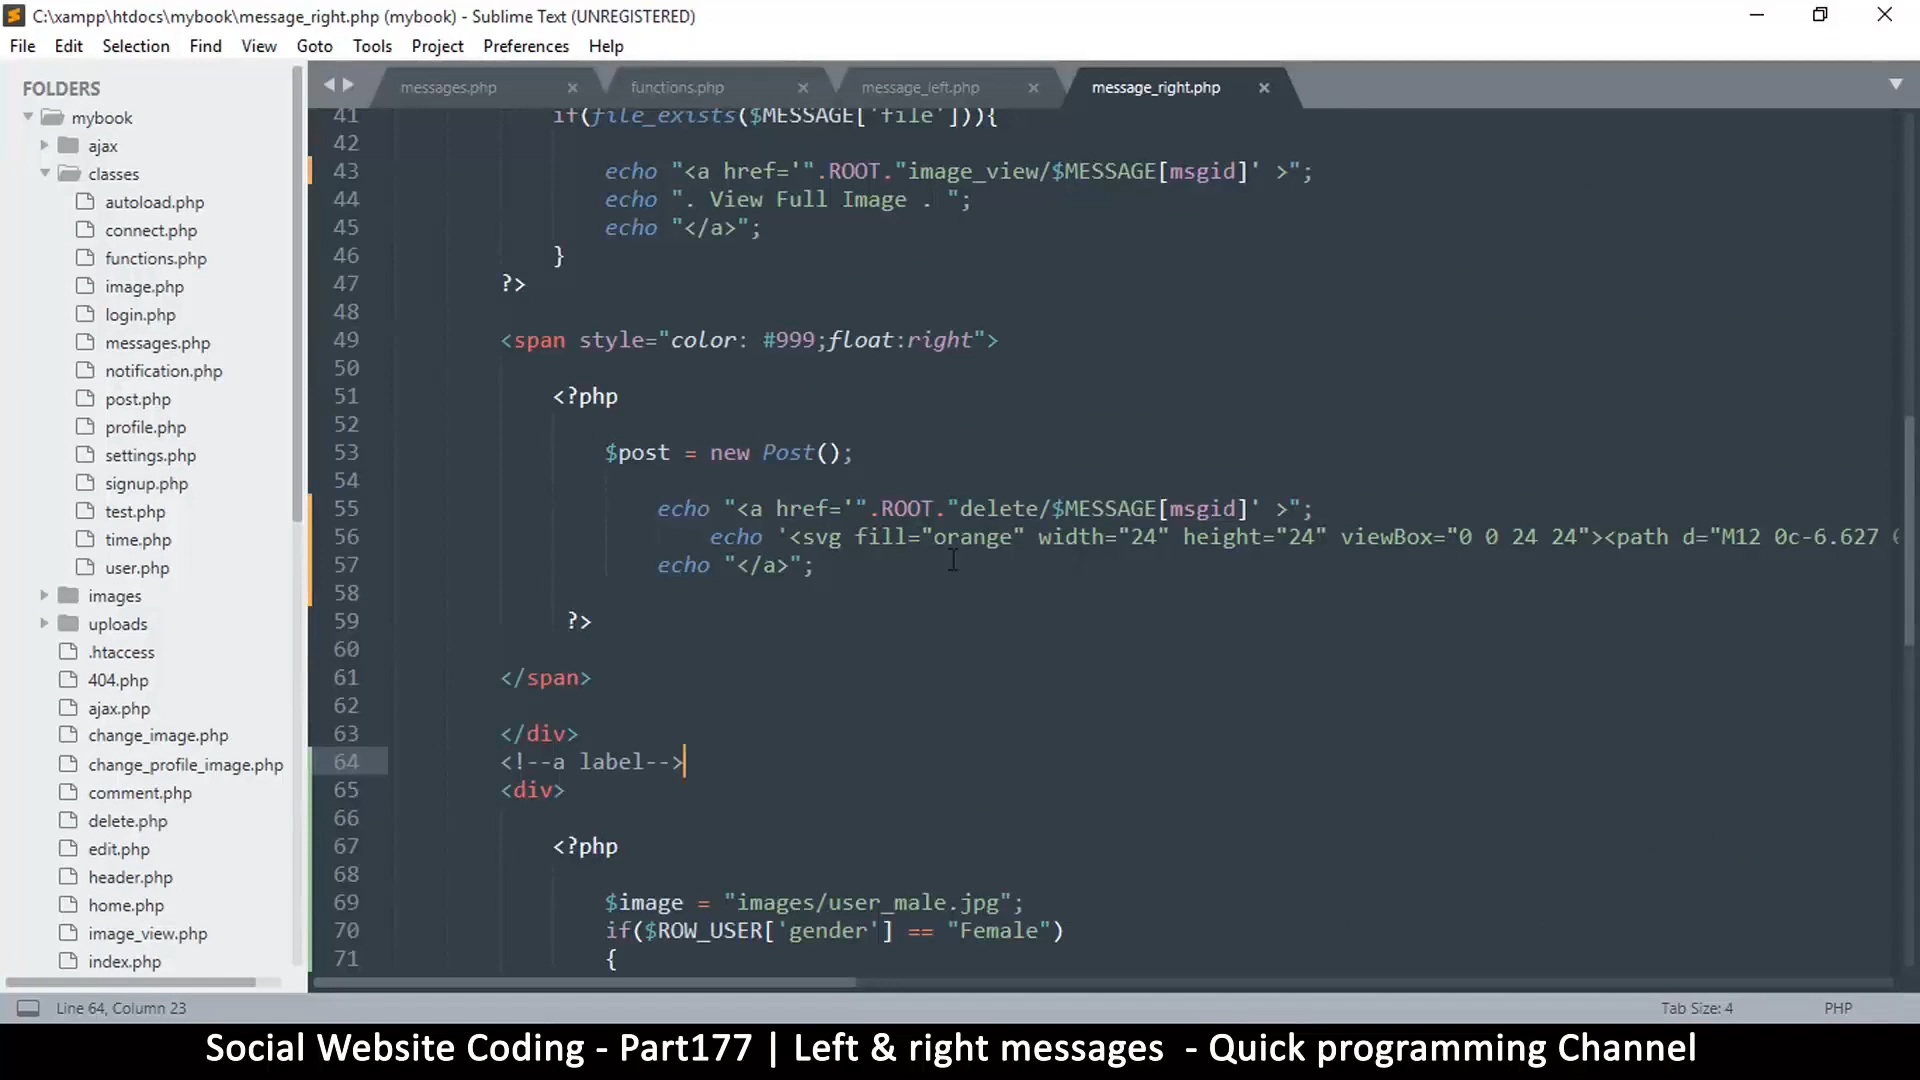 C:\xampp\htdocs\mybook\message_right.php (mybook) - Sublime Text (UNREGISTERED)
File Edit Selection Find View Goto Tools Project Preferences Help
FOLDERS
mybook
ajax
classes
autoload.php
connect.php
functions.php
image.php
login.php
messages.php
notification.php
post.php
profile.php
settings.php
signup.php
test.php
time.php
user.php
images
uploads
.htaccess
404.php
ajax.php
change_image.php
change_profile_image.php
comment.php
delete.php
edit.php
header.php
home.php
image_view.php
index.php
messages.php functions.php message_left.php message_right.php
41 if(file_exists($MESSAGE['file'])){
42
43 echo "<a href='".ROOT."image_view/$MESSAGE[msgid]' >";
44 echo ". View Full Image . ";
45 echo "</a>";
46 }
47 ?>
48
49 <span style="color: #999;float:right">
50
51 <?php
52
53 $post = new Post();
54
55 echo "<a href='".ROOT."delete/$MESSAGE[msgid]' >";
56 echo '<svg fill="orange" width="24" height="24" viewBox="0 0 24 24"><path d="M12 0c-6.627
57 echo "</a>";
58
59 ?>
60
61 </span>
62
63 </div>
64 <!--a label-->
65 <div>
66
67 <?php
68
69 $image = "images/user_male.jpg";
70 if($ROW_USER['gender'] == "Female")
71 {
Line 64, Column 23 Tab Size: 4 PHP
Social Website Coding - Part177 | Left & right messages - Quick programming Channel